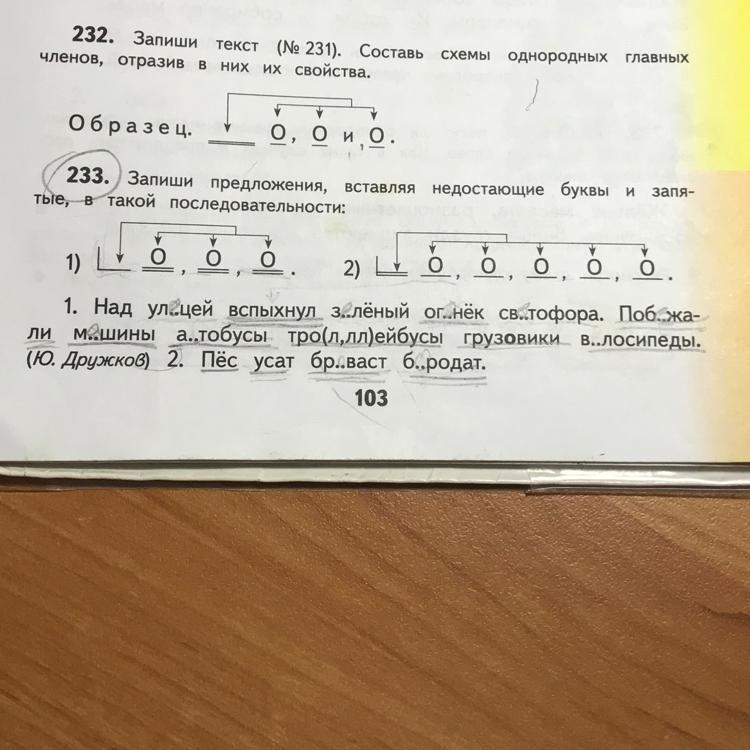 232. Запиши текст (№ 231). Составь схемы однородных главных
членов, отразив в них их свойства.
Образец. О, О и О.
233. Запиши предложения, вставляя недостающие буквы и запя-
тые, в такой последовательности:
1) О, О, О. 2) О, О, О, О, О.
1. Над ул..цей вспыхнул з..лёный ог..нёк св..тофора. Поб..жа-
ли м..шины а..тобусы тро(л,лл)ейбусы грузовики в..лосипеды.
(Ю. Дружков) 2. Пёс усат бр..васт б..родат.
103